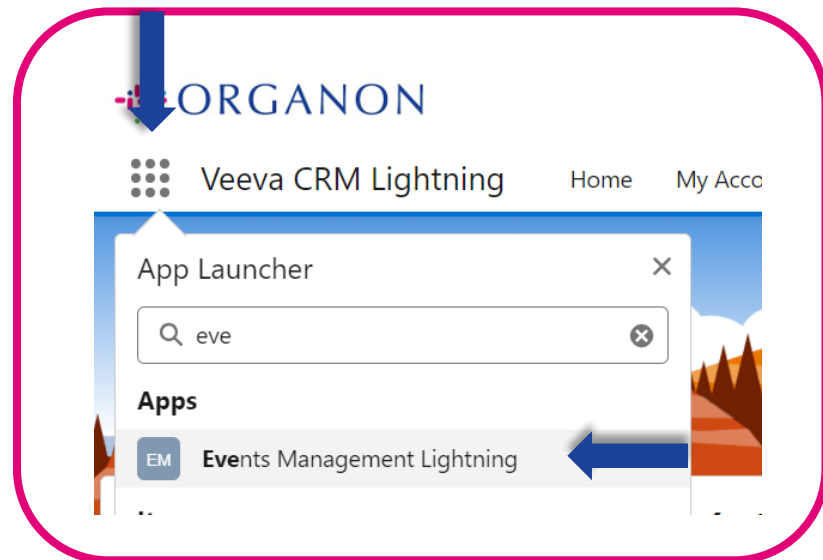 ORGANON
Veeva CRM Lightning Home My Acco
App Launcher
eve
Apps
EM Events Management Lightning